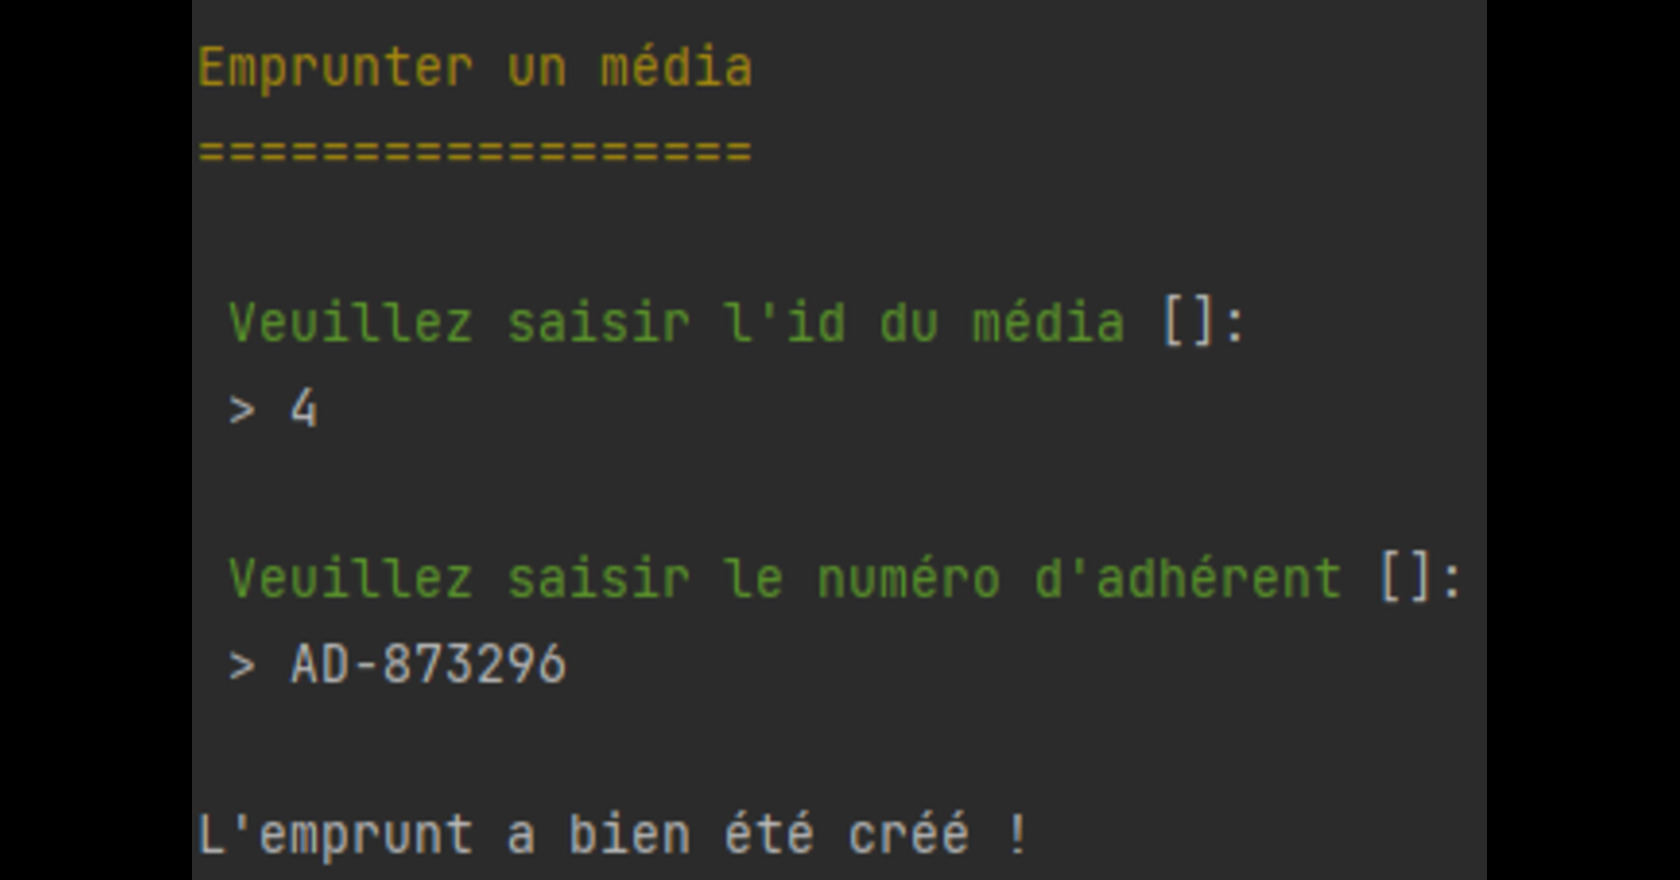 Emprunter un média
==================
Veuillez saisir l'id du média []:
> 4
Veuillez saisir le numéro d'adhérent []:
> AD-873296
L'emprunt a bien été créé !